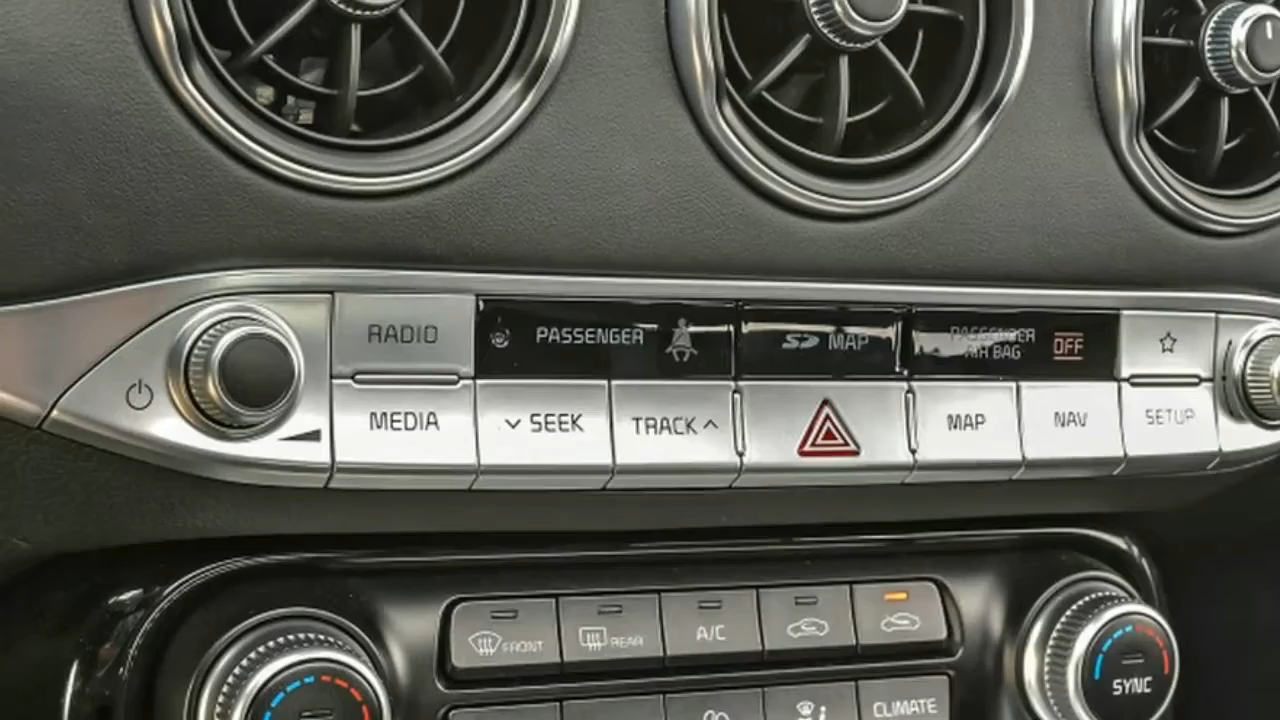 RADIO
PASSENGER
SD MAP
PASSENGER
AIR BAG
OFF
MEDIA
SEEK
TRACK
MAP
NAV
SETUP
FRONT
REAR
A/C
SYNC
CLIMATE